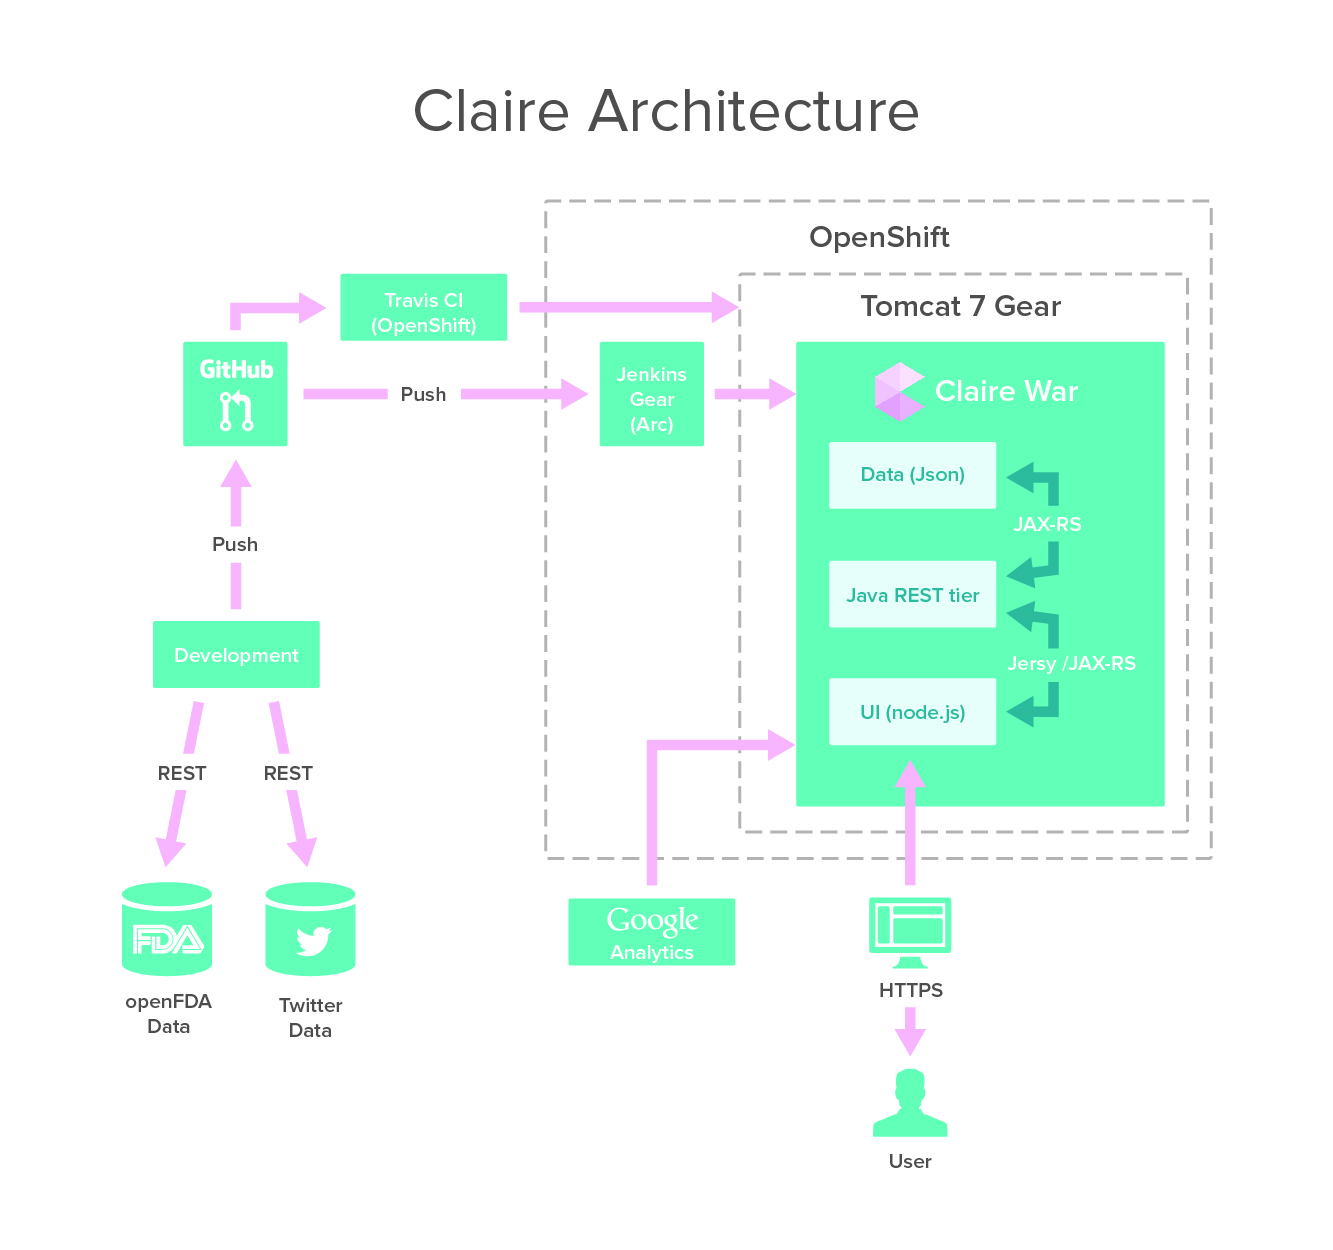 Claire Architecture
OpenShift
Travis CI
(OpenShift)
Tomcat 7 Gear
GitHub
Push
Jenkins
Gear
(Arc)
Claire War
Data (Json)
JAX-RS
Push
Java REST tier
Development
Jersy /JAX-RS
UI (node.js)
REST
REST
FDA
openFDA
Data
Twitter
Data
Google
Analytics
HTTPS
User